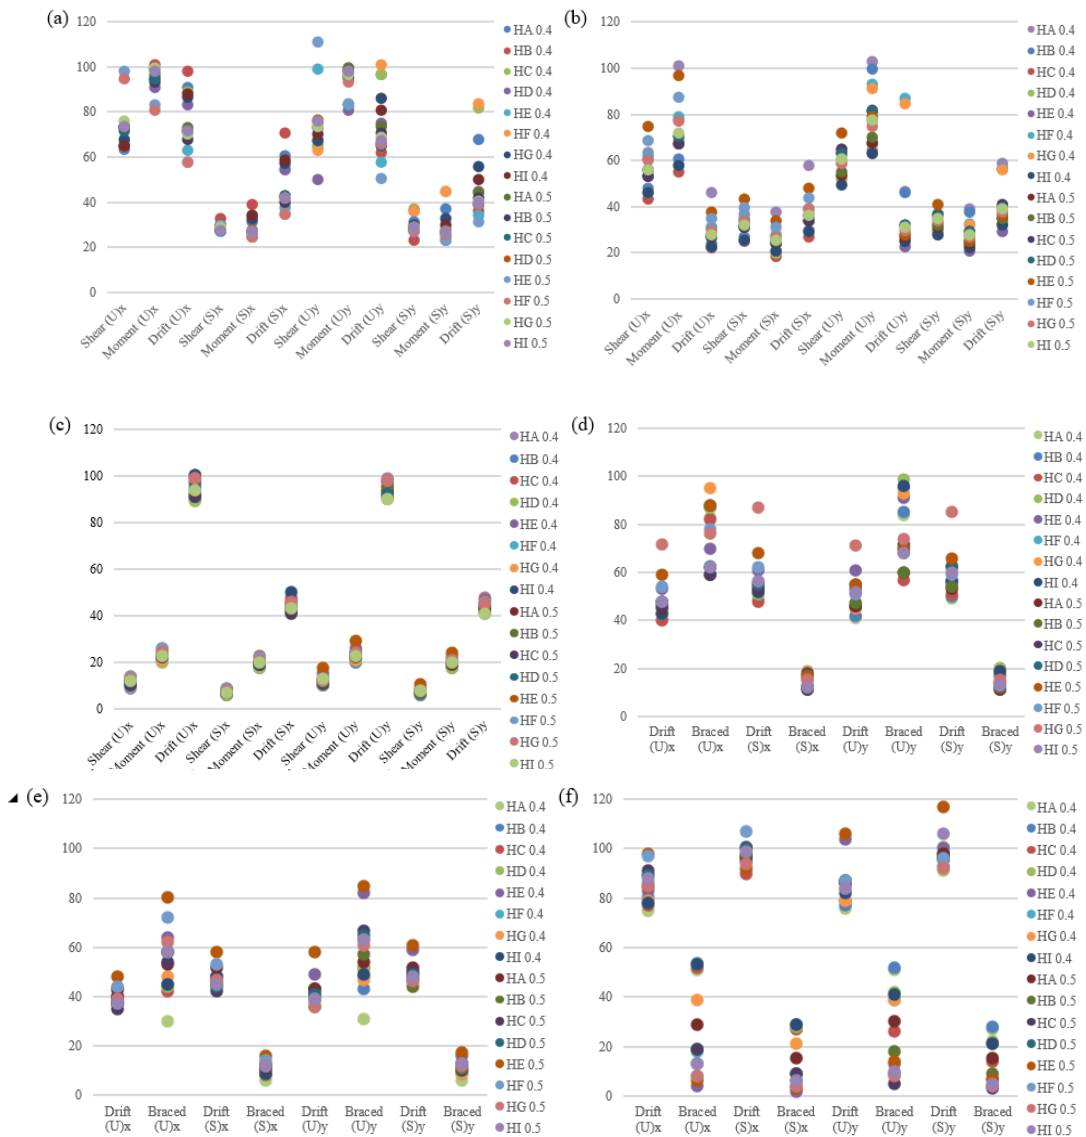 (a)
120
100
80
60
40
20
0
Shear (U)x
Moment (U)x
Drift (U)x
Shear (S)x
Moment (S)x
Drift (S)x
Shear (U)y
Moment (U)y
Drift (U)y
Shear (S)y
Moment (S)y
Drift (S)y
HA 0.4
HB 0.4
HC 0.4
HD 0.4
HE 0.4
HF 0.4
HG 0.4
HI 0.4
HA 0.5
HB 0.5
HC 0.5
HD 0.5
HE 0.5
HF 0.5
HG 0.5
HI 0.5
(b)
120
100
80
60
40
20
0
Shear (U)x
Moment (U)x
Drift (U)x
Shear (S)x
Moment (S)x
Drift (S)x
Shear (U)y
Moment (U)y
Drift (U)y
Shear (S)y
Moment (S)y
Drift (S)y
HA 0.4
HB 0.4
HC 0.4
HD 0.4
HE 0.4
HF 0.4
HG 0.4
HI 0.4
HA 0.5
HB 0.5
HC 0.5
HD 0.5
HE 0.5
HF 0.5
HG 0.5
HI 0.5
(c)
120
100
80
60
40
20
0
Shear (U)x
Moment (U)x
Drift (U)x
Shear (S)x
Moment (S)x
Drift (S)x
Shear (U)y
Moment (U)y
Drift (U)y
Shear (S)y
Moment (S)y
Drift (S)y
HA 0.4
HB 0.4
HC 0.4
HD 0.4
HE 0.4
HF 0.4
HG 0.4
HI 0.4
HA 0.5
HB 0.5
HC 0.5
HD 0.5
HE 0.5
HF 0.5
HG 0.5
HI 0.5
(d)
120
100
80
60
40
20
0
Drift Braced Drift Braced Drift Braced Drift Braced
(U)x (U)x (S)x (S)x (U)y (U)y (S)y (S)y
HA 0.4
HB 0.4
HC 0.4
HD 0.4
HE 0.4
HF 0.4
HG 0.4
HI 0.4
HA 0.5
HB 0.5
HC 0.5
HD 0.5
HE 0.5
HF 0.5
HG 0.5
HI 0.5
(e)
120
100
80
60
40
20
0
Drift Braced Drift Braced Drift Braced Drift Braced
(U)x (U)x (S)x (S)x (U)y (U)y (S)y (S)y
HA 0.4
HB 0.4
HC 0.4
HD 0.4
HE 0.4
HF 0.4
HG 0.4
HI 0.4
HA 0.5
HB 0.5
HC 0.5
HD 0.5
HE 0.5
HF 0.5
HG 0.5
HI 0.5
(f)
120
100
80
60
40
20
0
Drift Braced Drift Braced Drift Braced Drift Braced
(U)x (U)x (S)x (S)x (U)y (U)y (S)y (S)y
HA 0.4
HB 0.4
HC 0.4
HD 0.4
HE 0.4
HF 0.4
HG 0.4
HI 0.4
HA 0.5
HB 0.5
HC 0.5
HD 0.5
HE 0.5
HF 0.5
HG 0.5
HI 0.5